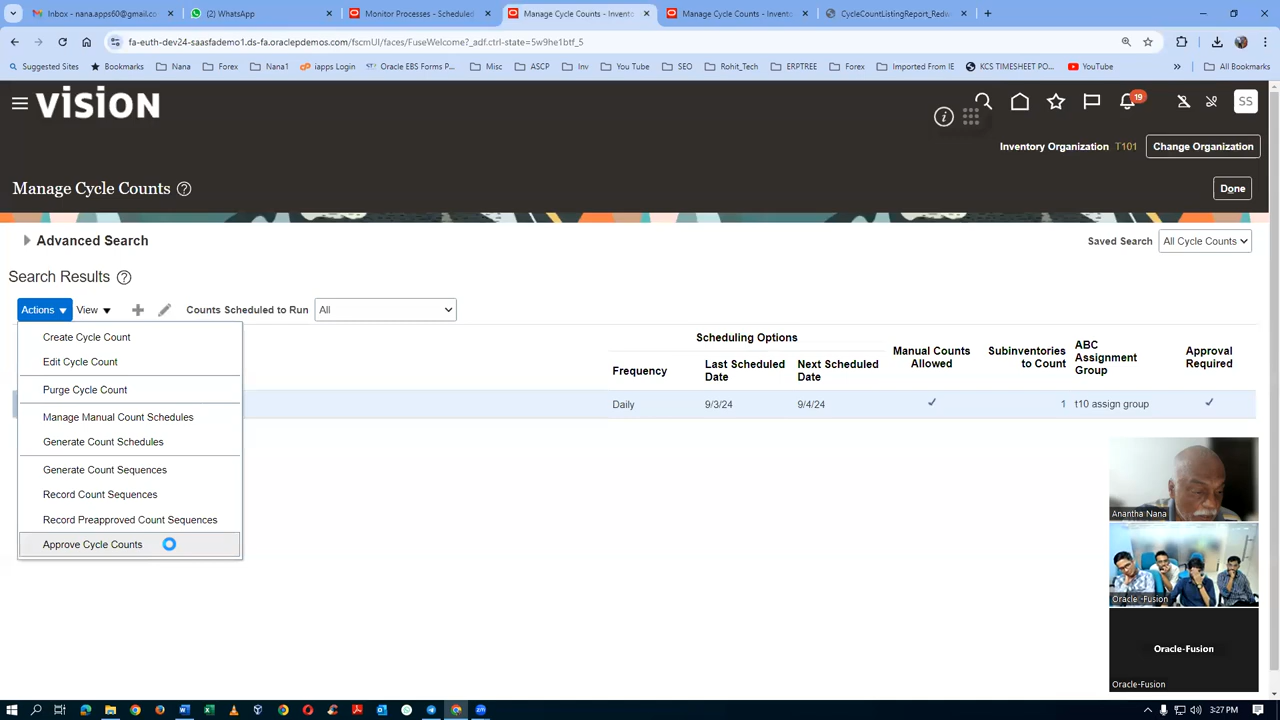 Inbox - nana.apps60@gmail.co
(2) WhatsApp
Monitor Processes - Scheduled
Manage Cycle Counts - Invento
Manage Cycle Counts - Inventor
CycleCountListingReport_Redw
fa-euth-dev24-saasfademo1.ds-fa.oraclepdemos.com/fscmUI/faces/FuseWelcome?_adf.ctrl-state=5w9he1btf_5
Suggested Sites
Bookmarks
Nana
Forex
Nana1
iapps Login
Oracle EBS Forms P...
Misc
ASCP
Inv
You Tube
SEO
Rohit_Tech
ERPTREE
Forex
Imported From IE
KCS TIMESHEET PO...
YouTube
All Bookmarks
VISION
19
SS
Inventory Organization T101
Change Organization
Manage Cycle Counts
Done
Advanced Search
Saved Search All Cycle Counts
Search Results
Actions
View
Counts Scheduled to Run
All
Create Cycle Count
Edit Cycle Count
Purge Cycle Count
Manage Manual Count Schedules
Generate Count Schedules
Generate Count Sequences
Record Count Sequences
Record Preapproved Count Sequences
Approve Cycle Counts
Scheduling Options
Frequency
Last Scheduled Date
Next Scheduled Date
Manual Counts Allowed
Subinventories to Count
ABC Assignment Group
Approval Required
Daily
9/3/24
9/4/24
1
t10 assign group
Anantha Nana
Oracle-Fusion
Oracle-Fusion
Oracle-Fusion
3:27 PM